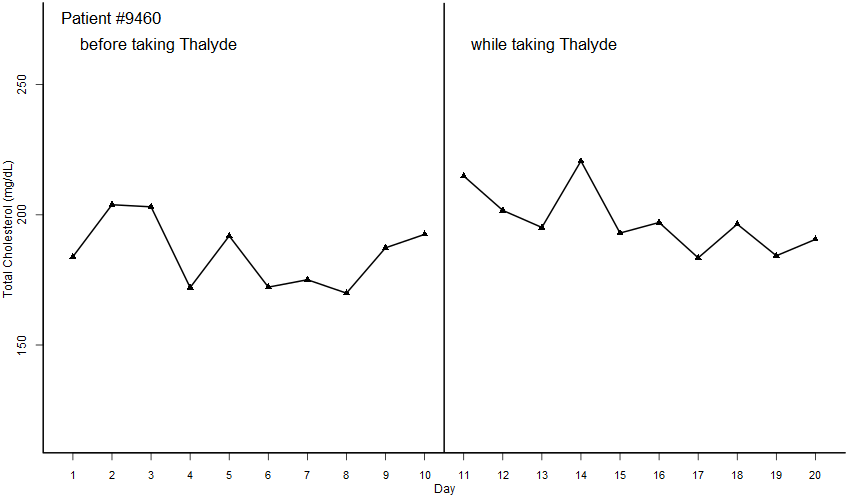 Patient #9460
before taking Thalyde
while taking Thalyde
Total Cholesterol (mg/dL)
250
200
150
1 2 3 4 5 6 7 8 9 10 11 12 13 14 15 16 17 18 19 20
Day